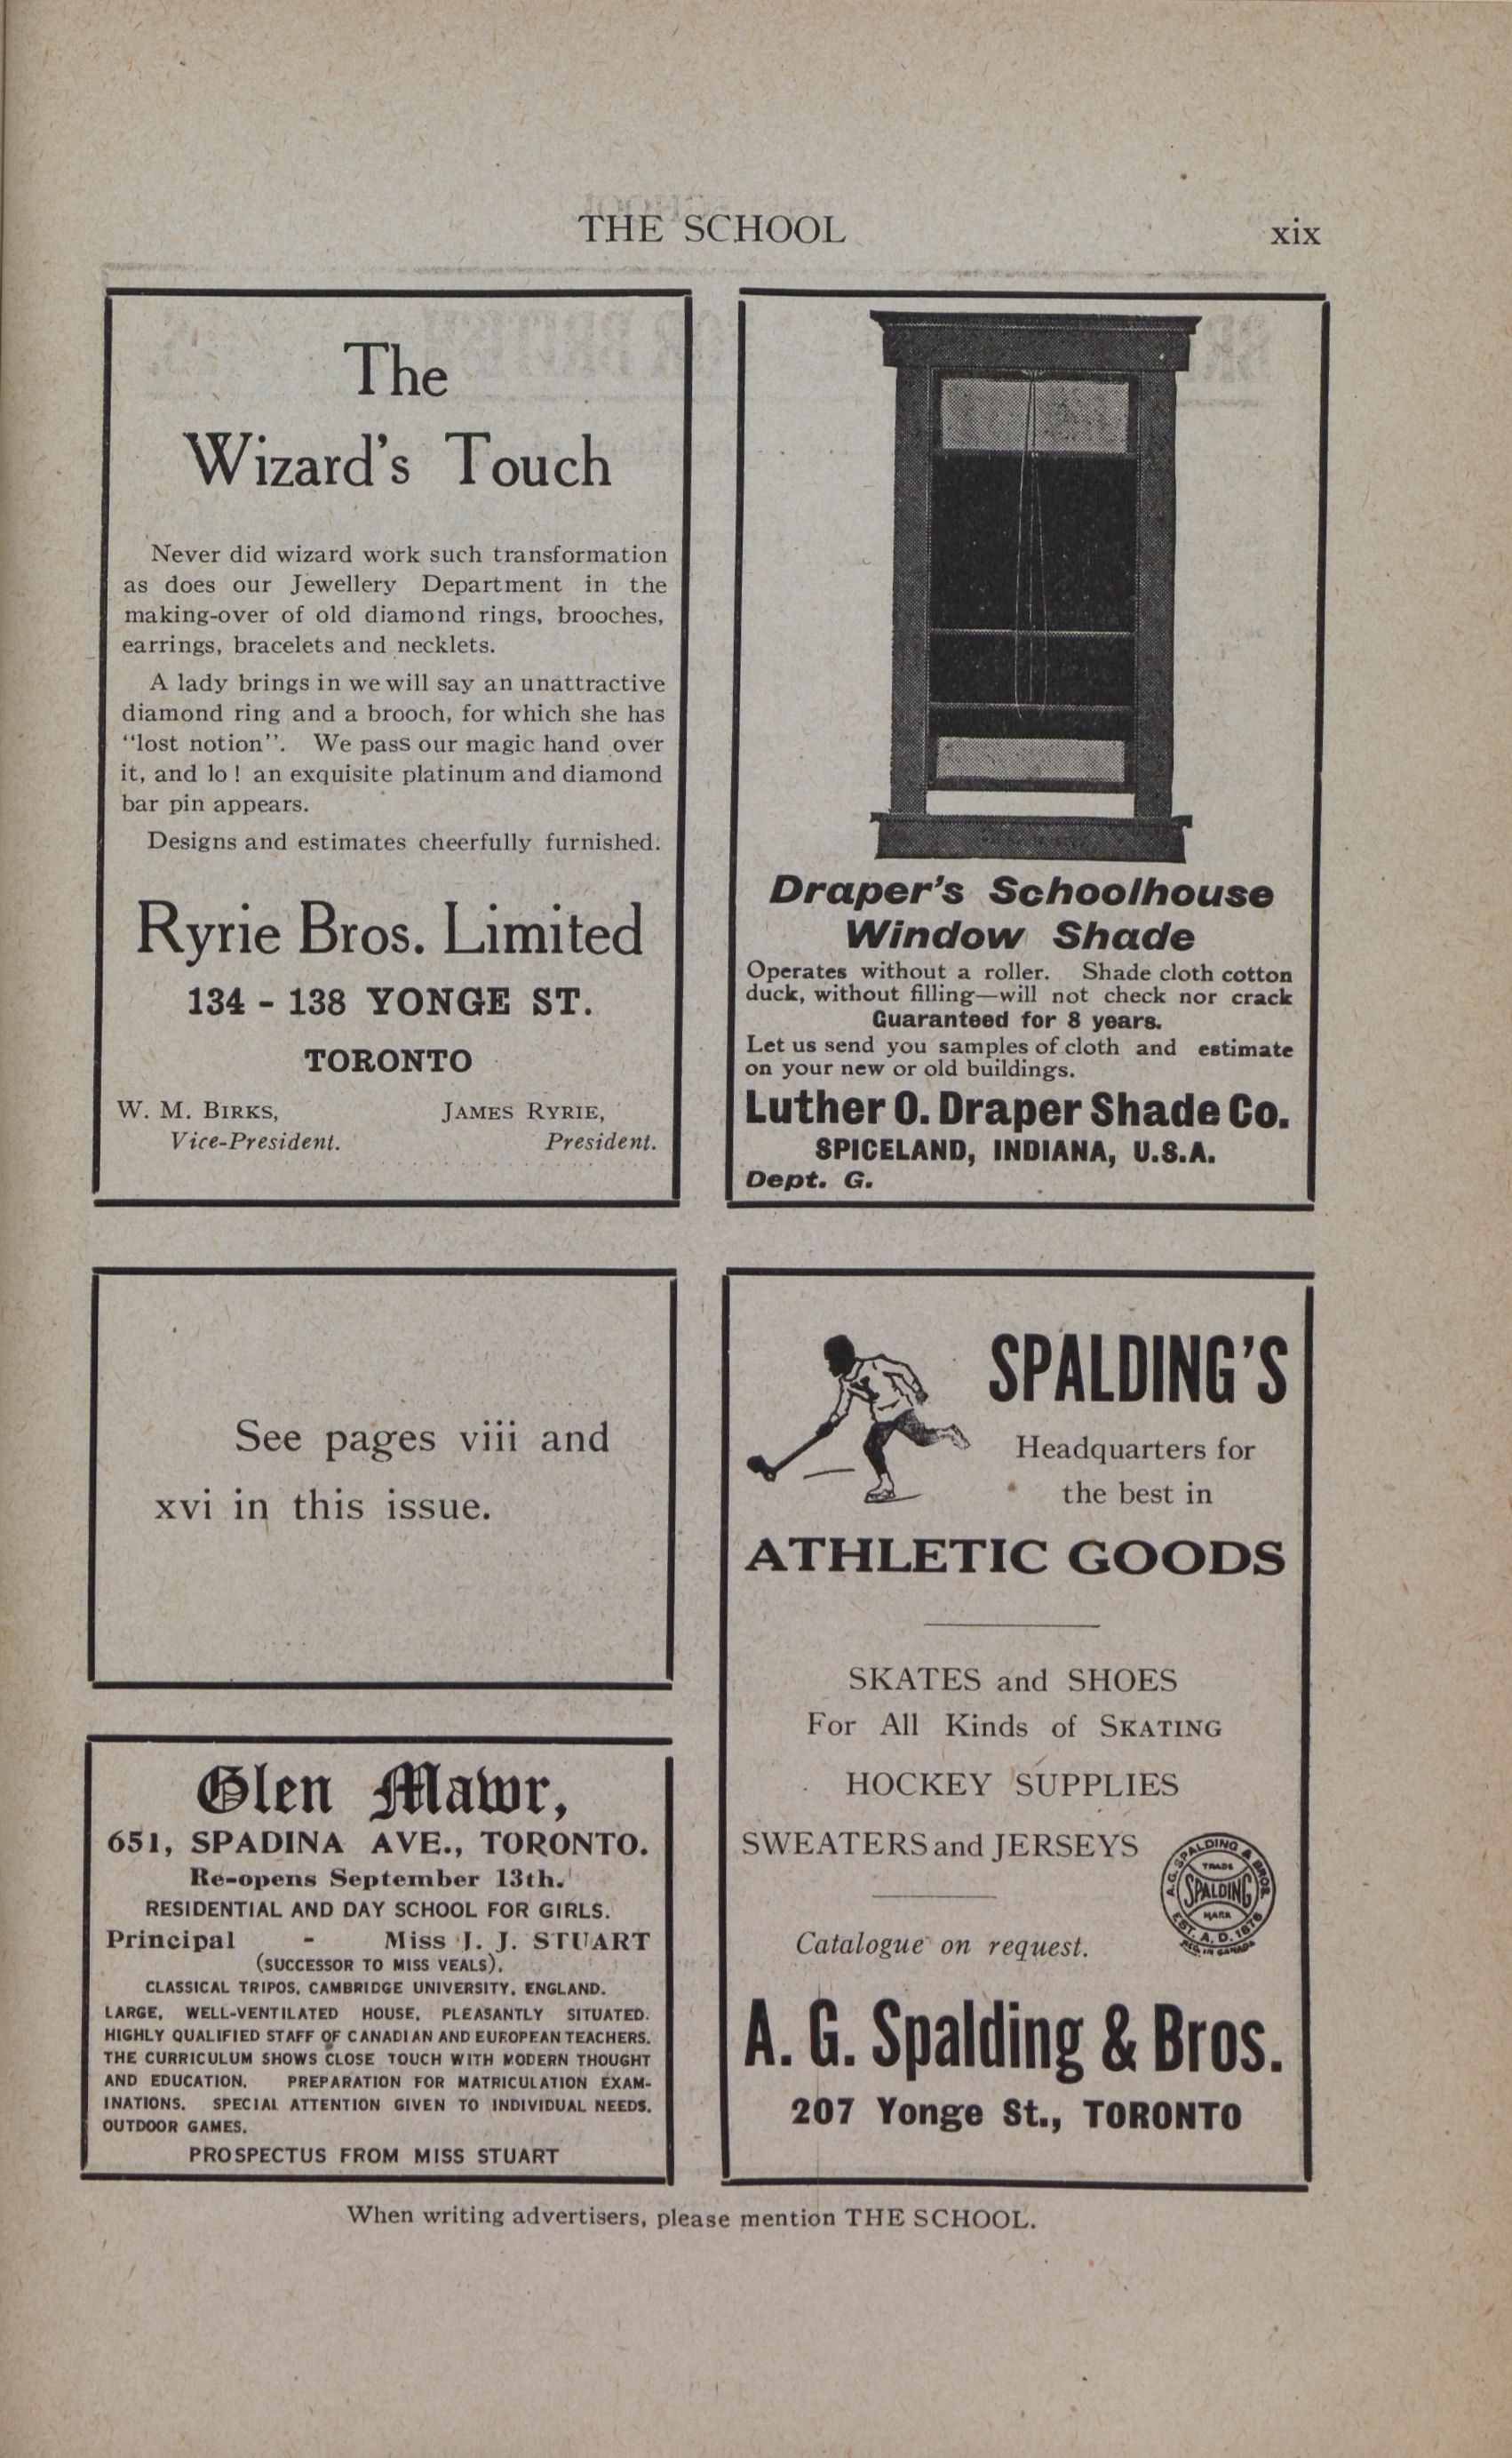 THE SCHOOL
xix
The
Wizard's Touch
Never did wizard work such transformation
as does our Jewellery Department in the
making-over of old diamond rings, brooches,
earrings, bracelets and necklets.
A lady brings in we will say an unattractive
diamond ring and a brooch, for which she has
"lost notion". We pass our magic hand over
it, and lo! an exquisite platinum and diamond
bar pin appears.
Designs and estimates cheerfully furnished.
Ryrie Bros. Limited
134 - 138 YONGE ST.
TORONTO
W. M. BIRKS, JAMES RYRIE,
Vice-President. President.
Draper's Schoolhouse
Window Shade
Operates without a roller. Shade cloth cotton
duck, without filling—will not check nor crack
Guaranteed for 8 years.
Let us send you samples of cloth and estimate
on your new or old buildings.
Luther O. Draper Shade Co.
SPICELAND, INDIANA, U.S.A.
Dept. G.
See pages viii and
xvi in this issue.
Glen Mawr,
651, SPADINA AVE., TORONTO.
Re-opens September 13th.
RESIDENTIAL AND DAY SCHOOL FOR GIRLS.
Principal - Miss J. J. STUART
(SUCCESSOR TO MISS VEALS).
CLASSICAL TRIPOS, CAMBRIDGE UNIVERSITY, ENGLAND.
LARGE, WELL-VENTILATED HOUSE, PLEASANTLY SITUATED.
HIGHLY QUALIFIED STAFF OF CANADIAN AND EUROPEAN TEACHERS.
THE CURRICULUM SHOWS CLOSE TOUCH WITH MODERN THOUGHT
AND EDUCATION. PREPARATION FOR MATRICULATION EXAM-
INATIONS. SPECIAL ATTENTION GIVEN TO INDIVIDUAL NEEDS.
OUTDOOR GAMES.
PROSPECTUS FROM MISS STUART
SPALDING'S
Headquarters for
the best in
ATHLETIC GOODS
SKATES and SHOES
For All Kinds of SKATING
HOCKEY SUPPLIES
SWEATERS and JERSEYS
A.G. SPALDING & BROS.
TRADE
SPALDING
MARK
EST. A.D. 1876
REG. IN CANADA
Catalogue on request.
A. G. Spalding & Bros.
207 Yonge St., TORONTO
When writing advertisers, please mention THE SCHOOL.